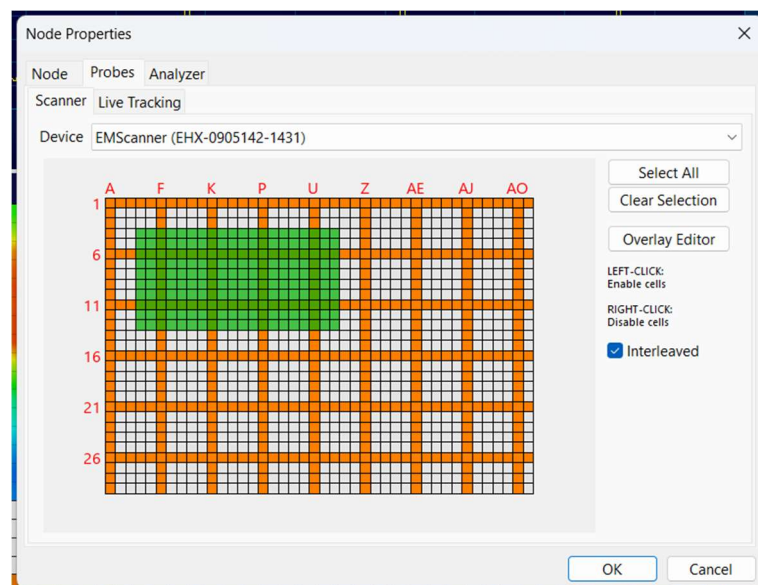 Node Properties
Node Probes Analyzer
Scanner Live Tracking
Device EMScanner (EHX-0905142-1431)
A F K P U Z AE AJ AO
1
6
11
16
21
26
Select All
Clear Selection
Overlay Editor
LEFT-CLICK:
Enable cells
RIGHT-CLICK:
Disable cells
Interleaved
OK Cancel